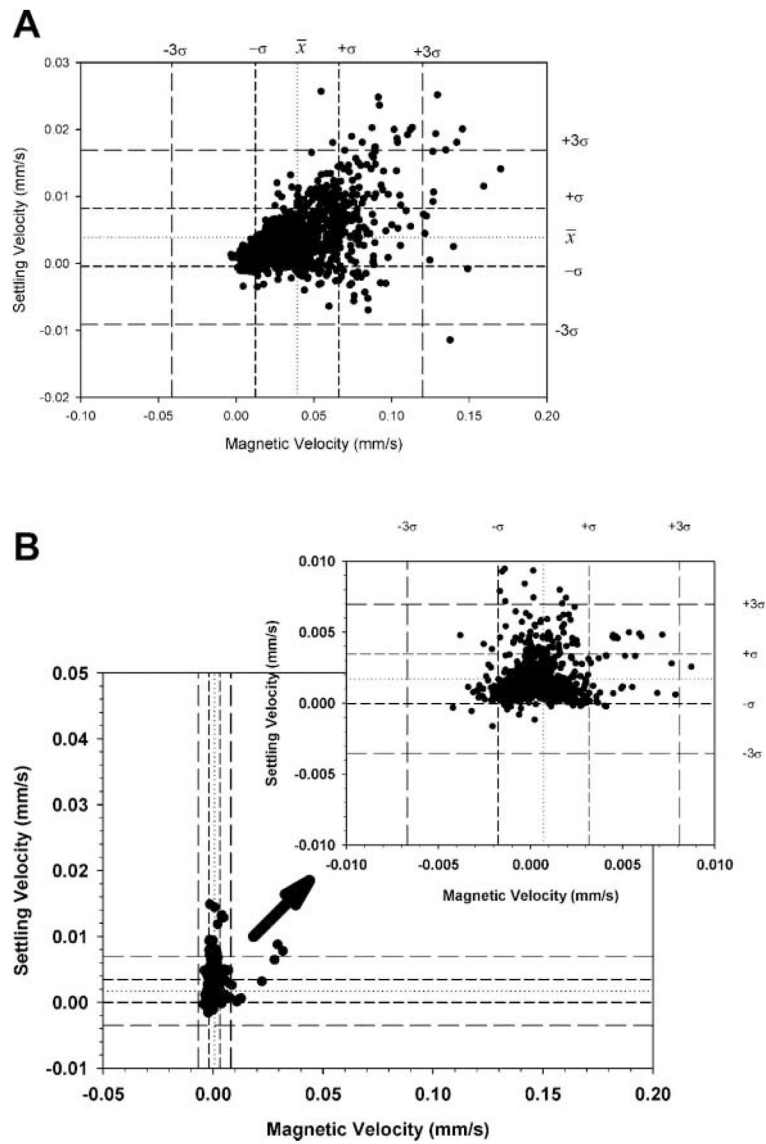 A
-3σ -σ x̄ +σ +3σ
0.03
0.02
0.01
0.00
-0.01
-0.02
Settling Velocity (mm/s)
+3σ
+σ
x̄
-σ
-3σ
-0.10 -0.05 0.00 0.05 0.10 0.15 0.20
Magnetic Velocity (mm/s)
B
-3σ -σ +σ +3σ
0.010
0.005
0.000
-0.005
-0.010
Settling Velocity (mm/s)
+3σ
+σ
-σ
-3σ
-0.010 -0.005 0.000 0.005 0.010
Magnetic Velocity (mm/s)
0.05
0.04
0.03
0.02
0.01
0.00
-0.01
Settling Velocity (mm/s)
-0.05 0.00 0.05 0.10 0.15 0.20
Magnetic Velocity (mm/s)